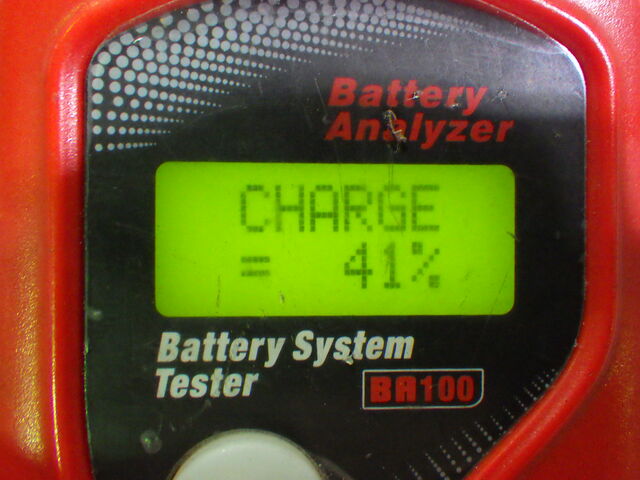 Battery
Analyzer
CHARGE
= 41%
Battery System
Tester
BA100